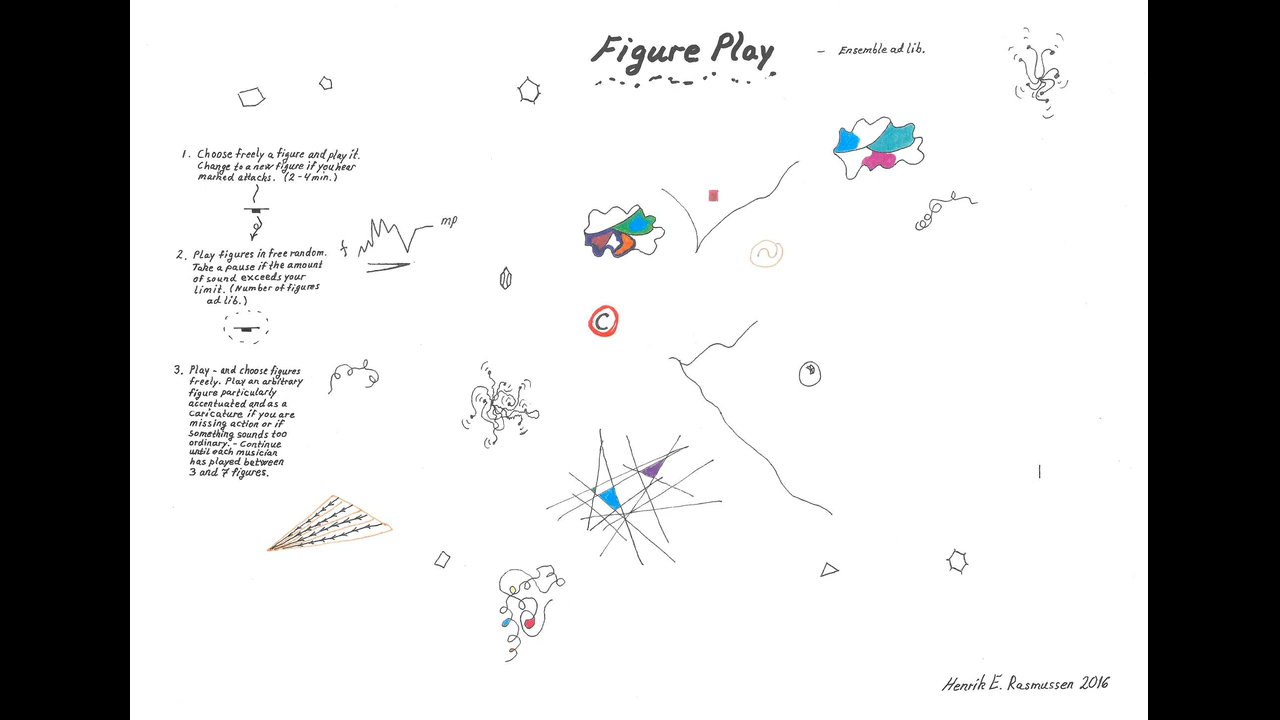 Figure Play
– Ensemble ad lib.
1. Choose freely a figure and play it.
Change to a new figure if you hear
marked attacks. (2-4 min.)
2. Play figures in free random.
Take a pause if the amount
of sound exceeds your
limit. (Number of figures
ad lib.)
f
mp
C
3. Play - and choose figures
freely. Play an arbitrary
figure particularly
accentuated and as a
caricature if you are
missing action or if
something sounds too
ordinary. - Continue
until each musician
has played between
3 and 7 figures.
Henrik E. Rasmussen 2016